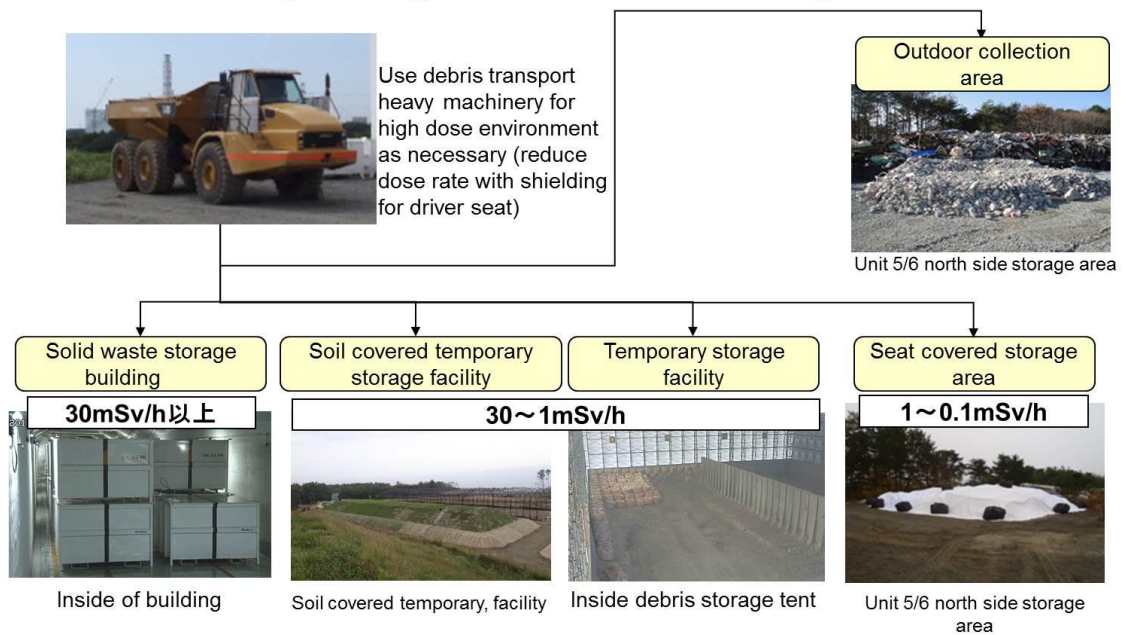 Use debris transport
heavy machinery for
high dose environment
as necessary (reduce
dose rate with shielding
for driver seat)
Outdoor collection
area
Unit 5/6 north side storage area
Solid waste storage
building
30mSv/h以上
Inside of building
Soil covered temporary
storage facility
Temporary storage
facility
30～1mSv/h
Soil covered temporary, facility
Inside debris storage tent
Seat covered storage
area
1～0.1mSv/h
Unit 5/6 north side storage
area